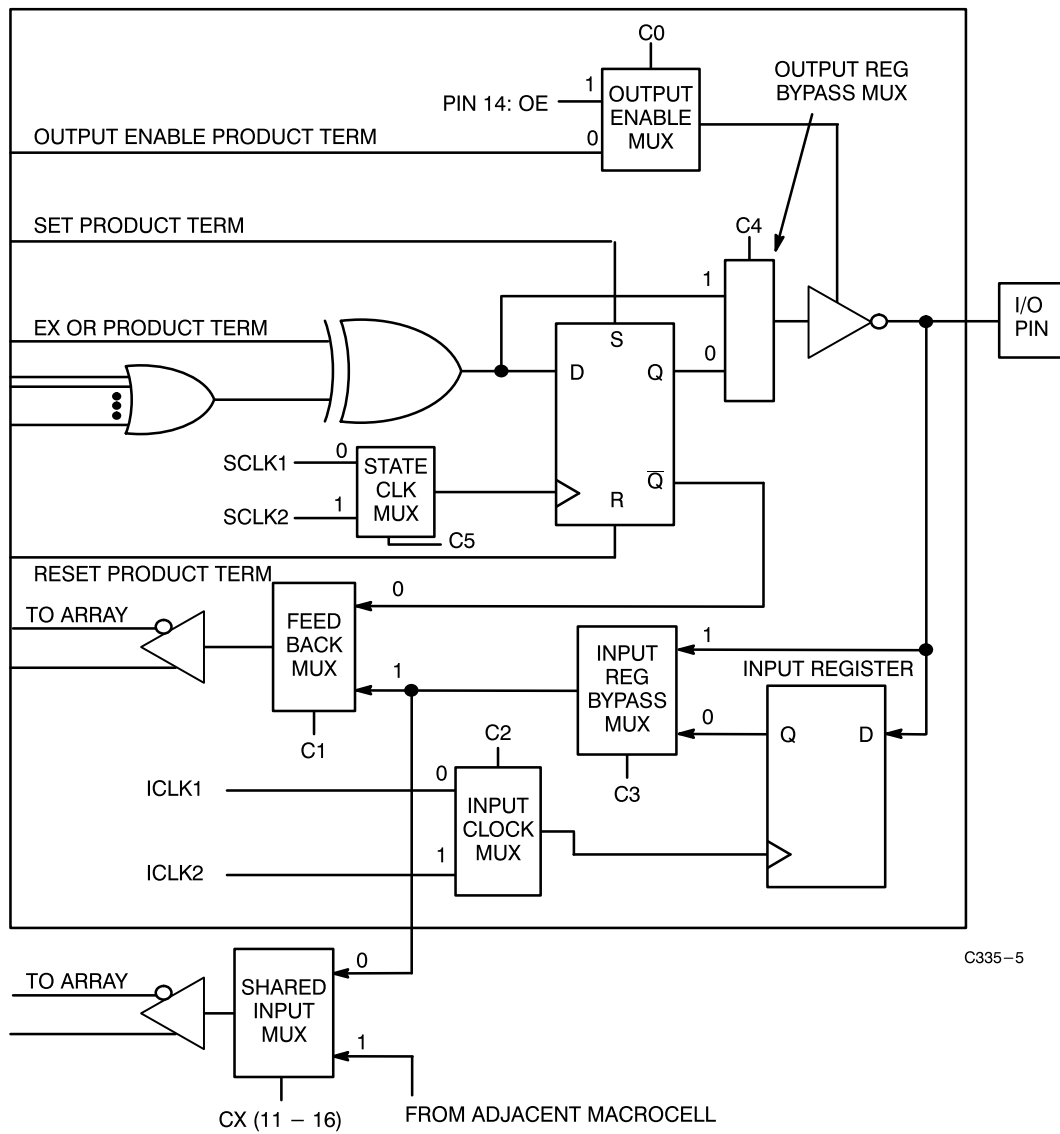 C0
OUTPUT REG
BYPASS MUX
1
PIN 14: OE
OUTPUT
ENABLE
MUX
OUTPUT ENABLE PRODUCT TERM
0
SET PRODUCT TERM
C4
1
I/O
PIN
EX OR PRODUCT TERM
S
0
D
Q
SCLK1
0
STATE
CLK
MUX
Q
SCLK2
1
R
C5
RESET PRODUCT TERM
0
TO ARRAY
FEED
BACK
MUX
1
INPUT
REG
BYPASS
MUX
INPUT REGISTER
1
0
Q
D
C1
C2
C3
ICLK1
0
INPUT
CLOCK
MUX
1
ICLK2
C335–5
0
TO ARRAY
SHARED
INPUT
MUX
1
CX (11 – 16)
FROM ADJACENT MACROCELL